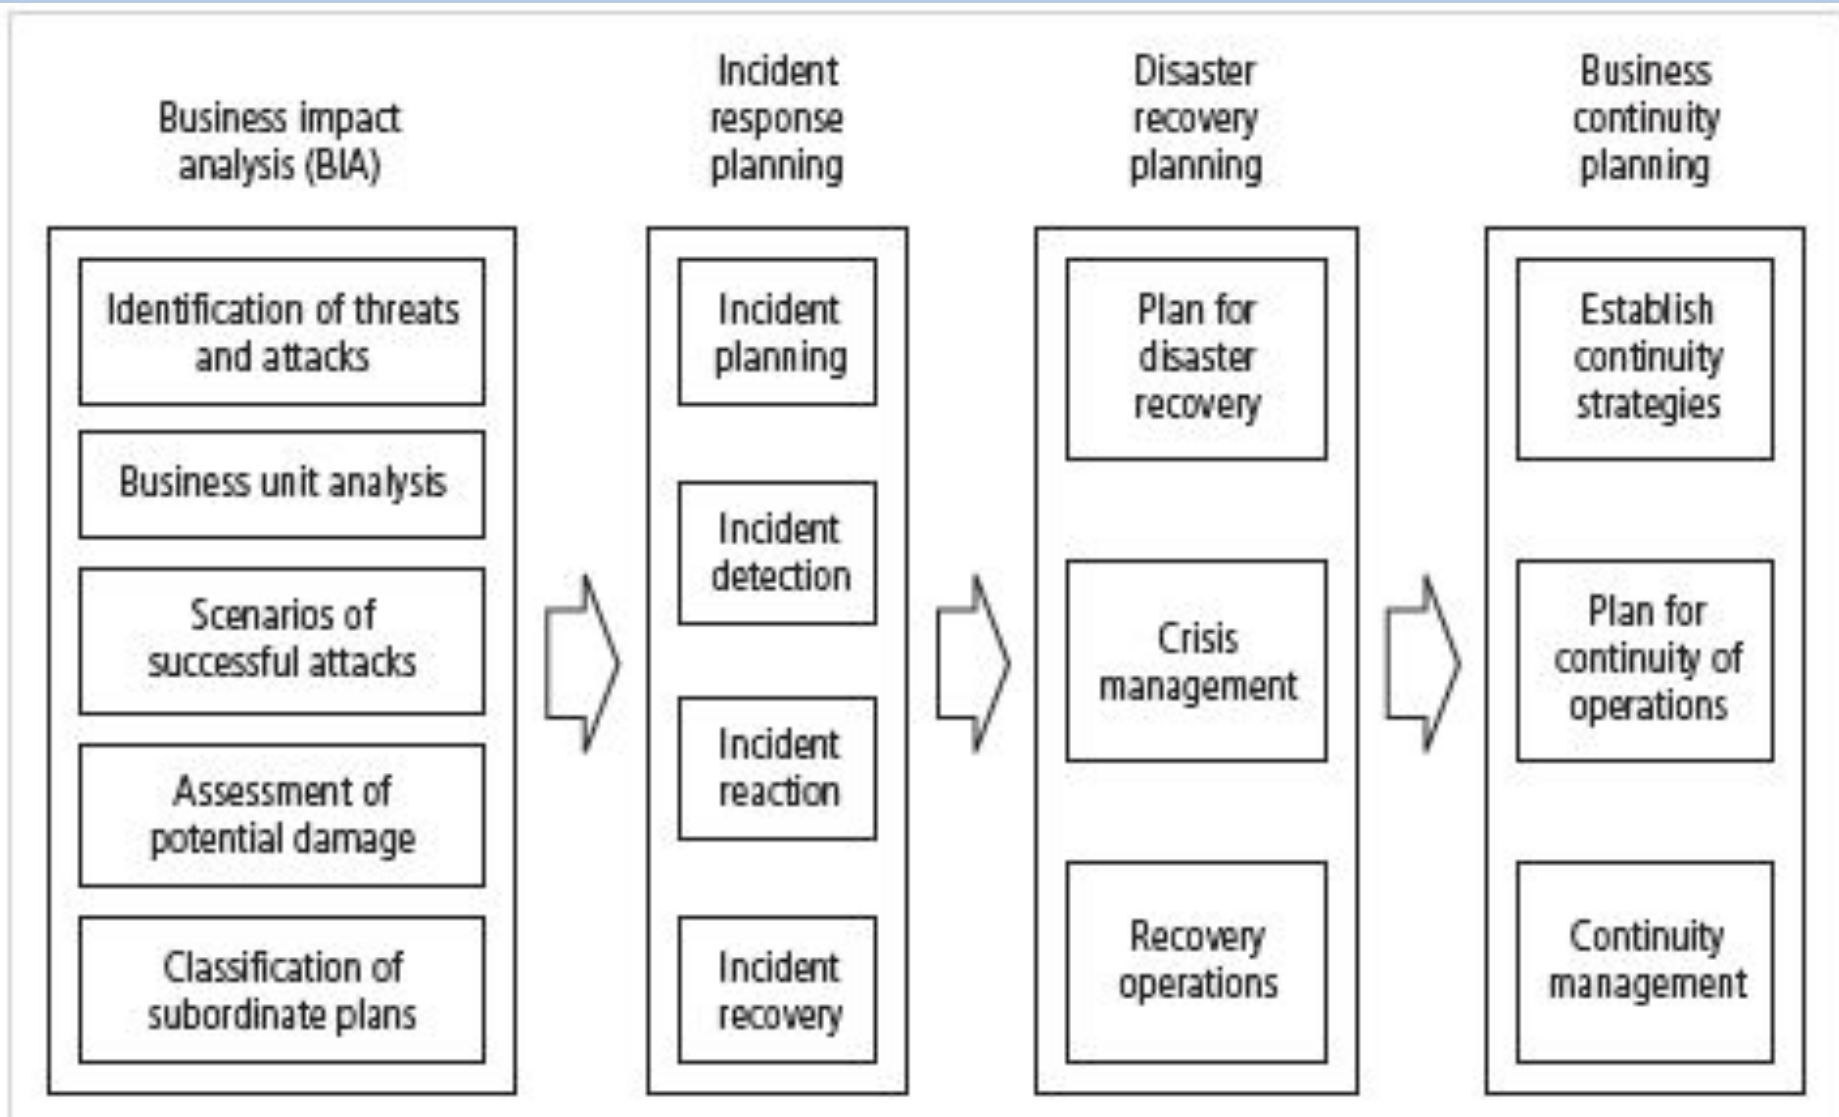 Business impact
analysis (BIA)
Identification of threats
and attacks
Business unit analysis
Scenarios of
successful attacks
Assessment of
potential damage
Classification of
subordinate plans
Incident
response
planning
Incident
planning
Incident
detection
Incident
reaction
Incident
recovery
Disaster
recovery
planning
Plan for
disaster
recovery
Crisis
management
Recovery
operations
Business
continuity
planning
Establish
continuity
strategies
Plan for
continuity of
operations
Continuity
management